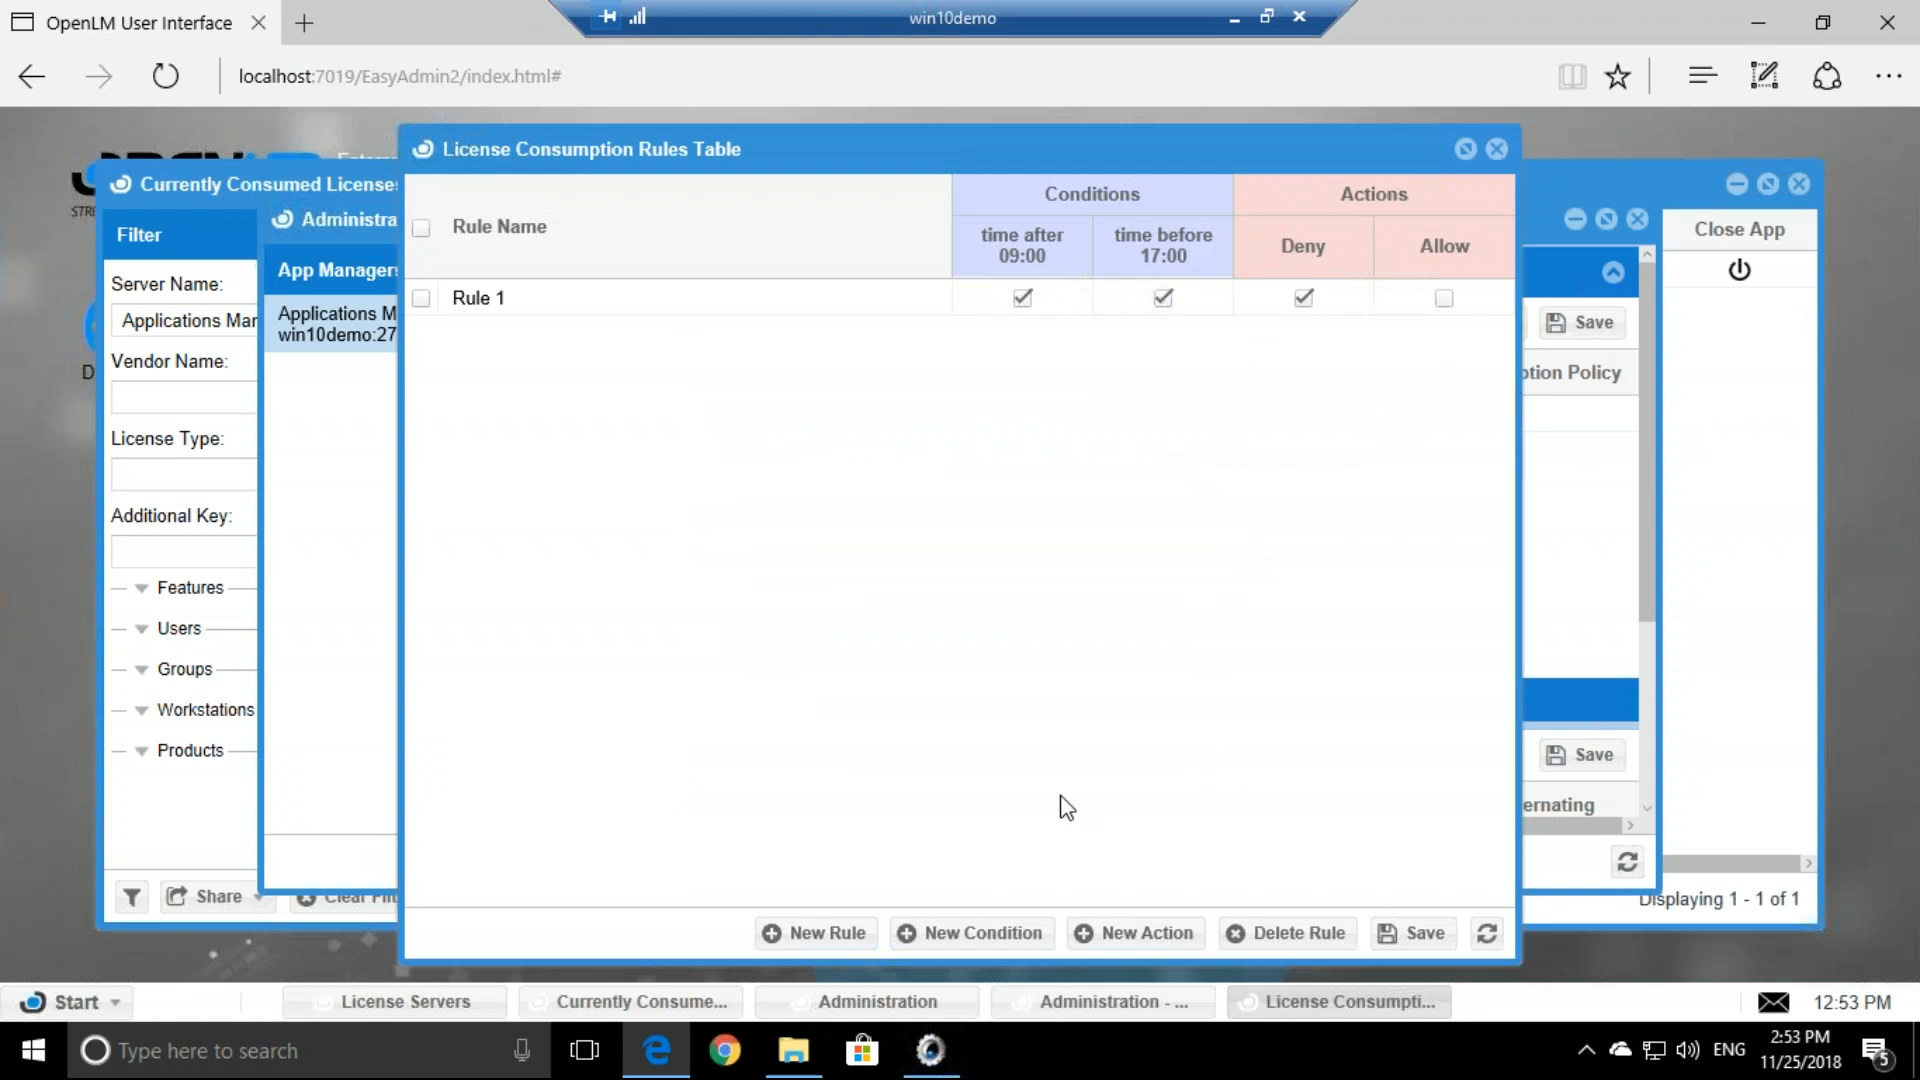 OpenLM User Interface
win10demo
localhost:7019/EasyAdmin2/index.html#
License Consumption Rules Table
Currently Consumed Licenses
Administra
Close App
Filter
App Managers
Server Name:
Applications Mar
Applications M
win10demo:27
Vendor Name:
License Type:
Additional Key:
Features
Users
Groups
Workstations
Products
Share
Clear Filt
Rule Name
Conditions
Actions
time after
09:00
time before
17:00
Deny
Allow
Rule 1
Save
ption Policy
Save
ernating
Displaying 1 - 1 of 1
New Rule
New Condition
New Action
Delete Rule
Save
Start
License Servers
Currently Consume...
Administration
Administration - ...
License Consumpti...
12:53 PM
Type here to search
ENG
2:53 PM
11/25/2018
5